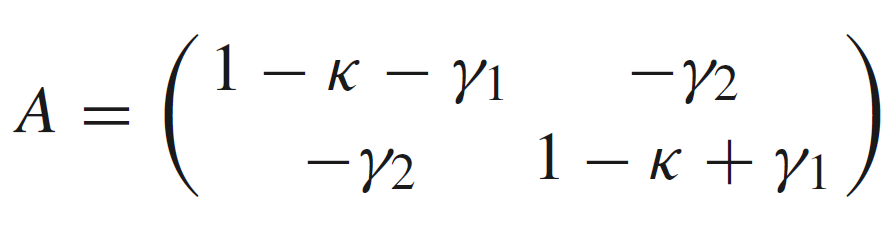 A = ( 1 − κ − γ₁   −γ₂
−γ₂   1 − κ + γ₁ )